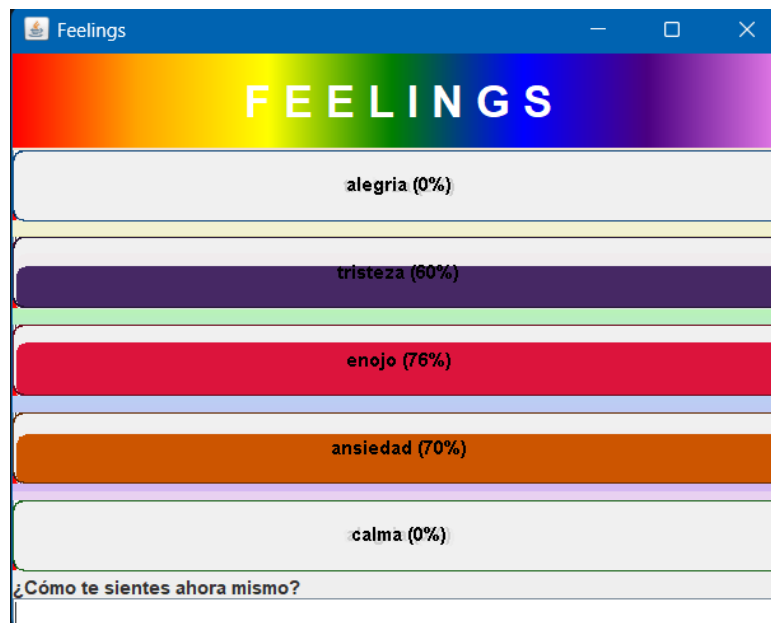 Feelings
F E E L I N G S
alegria (0%)
tristeza (60%)
enojo (76%)
ansiedad (70%)
calma (0%)
¿Cómo te sientes ahora mismo?